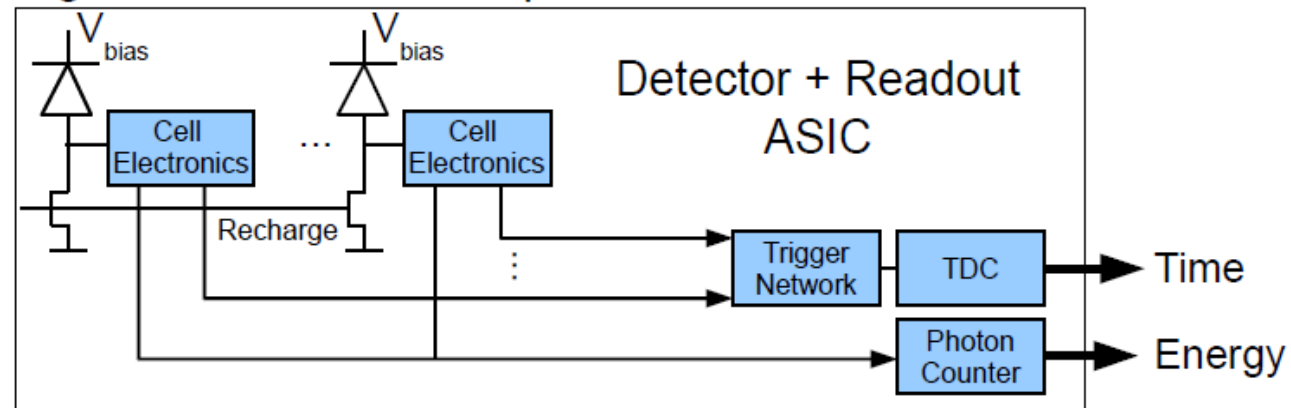 V bias
V bias
Detector + Readout
ASIC
Cell
Electronics
...
Cell
Electronics
Recharge
Trigger
Network
TDC
Time
Photon
Counter
Energy